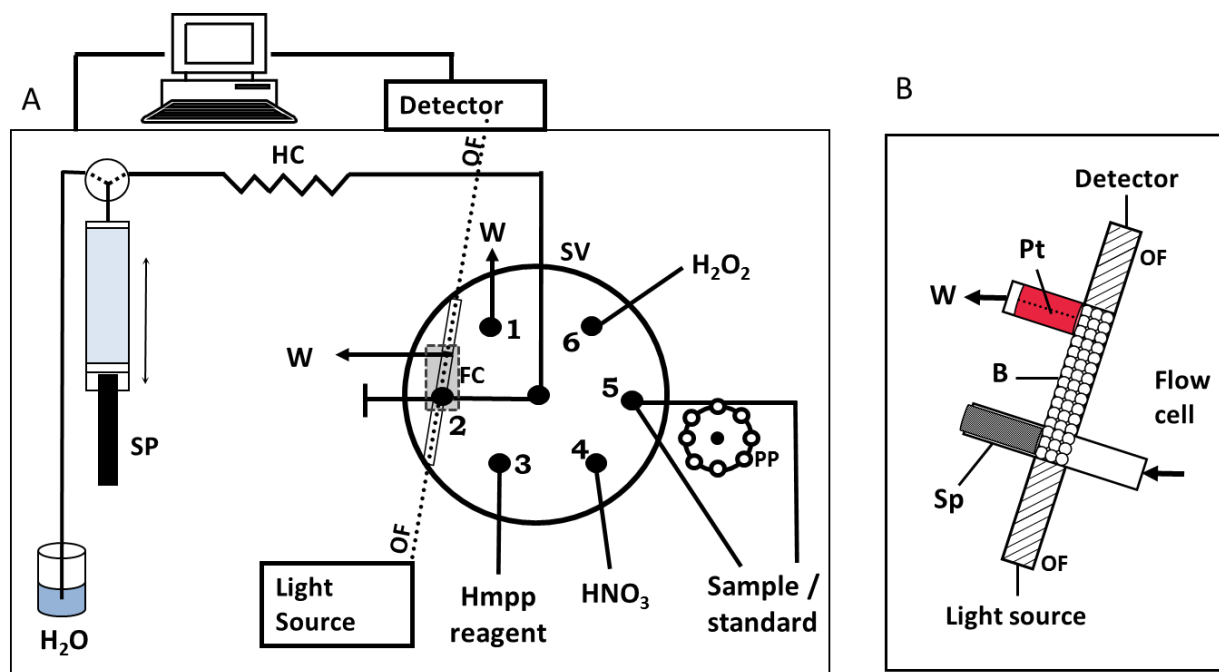 A
Detector
OF
HC
W
SV
H₂O₂
1
6
W
FC
2
5
PP
3
4
SP
OF
Light
Source
Hmpp
reagent
HNO₃
Sample /
standard
H₂O
B
Detector
OF
Pt
W
B
Flow
cell
Sp
OF
Light source